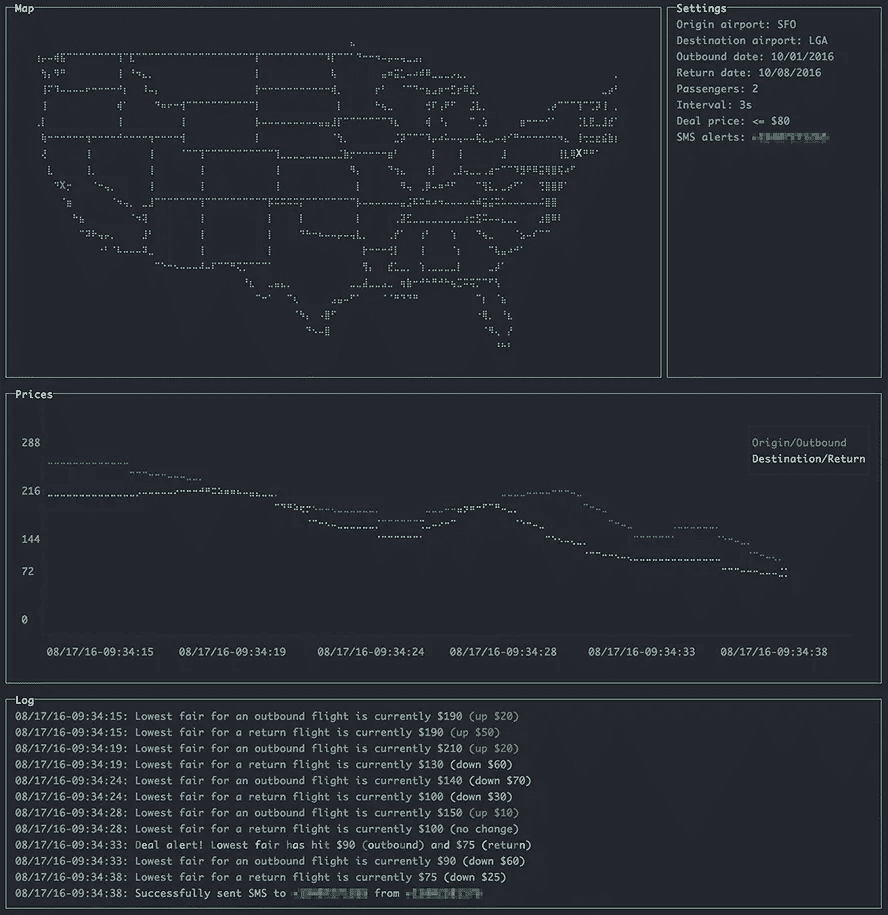 Map
Settings
Origin airport: SFO
Destination airport: LGA
Outbound date: 10/01/2016
Return date: 10/08/2016
Passengers: 2
Interval: 3s
Deal price: <= $80
SMS alerts:
X
X
Prices
288
216
144
72
0
Origin/Outbound
Destination/Return
08/17/16-09:34:15 08/17/16-09:34:19 08/17/16-09:34:24 08/17/16-09:34:28 08/17/16-09:34:33 08/17/16-09:34:38
Log
08/17/16-09:34:15: Lowest fair for an outbound flight is currently $190 (up $20)
08/17/16-09:34:15: Lowest fair for a return flight is currently $190 (up $50)
08/17/16-09:34:19: Lowest fair for an outbound flight is currently $210 (up $20)
08/17/16-09:34:19: Lowest fair for a return flight is currently $130 (down $60)
08/17/16-09:34:24: Lowest fair for an outbound flight is currently $140 (down $70)
08/17/16-09:34:24: Lowest fair for a return flight is currently $100 (down $30)
08/17/16-09:34:28: Lowest fair for an outbound flight is currently $150 (up $10)
08/17/16-09:34:28: Lowest fair for a return flight is currently $100 (no change)
08/17/16-09:34:33: Deal alert! Lowest fair has hit $90 (outbound) and $75 (return)
08/17/16-09:34:33: Lowest fair for an outbound flight is currently $90 (down $60)
08/17/16-09:34:38: Lowest fair for a return flight is currently $75 (down $25)
08/17/16-09:34:38: Successfully sent SMS to from